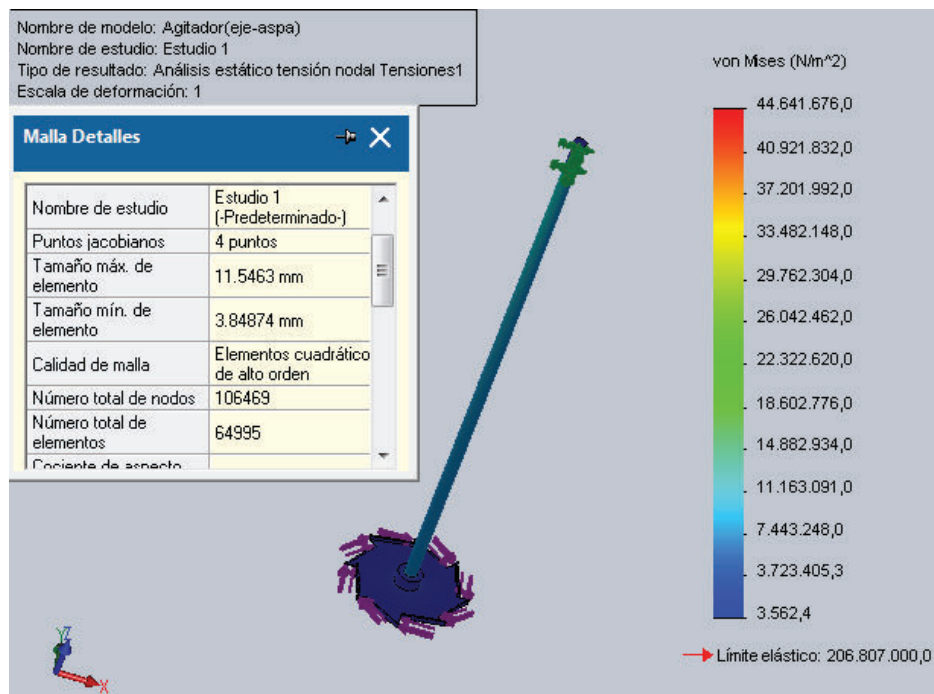 Nombre de modelo: Agitador(eje-aspa)
Nombre de estudio: Estudio 1
Tipo de resultado: Análisis estático tensión nodal Tensiones1
Escala de deformación: 1
Malla Detalles
Nombre de estudio
Estudio 1
(-Predeterminado-)
Puntos jacobianos
4 puntos
Tamaño máx. de
elemento
11.5463 mm
Tamaño mín. de
elemento
3.84874 mm
Calidad de malla
Elementos cuadrático
de alto orden
Número total de nodos
106469
Número total de
elementos
64995
Cociente de aspecto
von Mises (N/m^2)
44.641.676,0
40.921.832,0
37.201.992,0
33.482.148,0
29.762.304,0
26.042.462,0
22.322.620,0
18.602.776,0
14.882.934,0
11.163.091,0
7.443.248,0
3.723.405,3
3.562,4
Límite elástico: 206.807.000,0
Y
Z
X